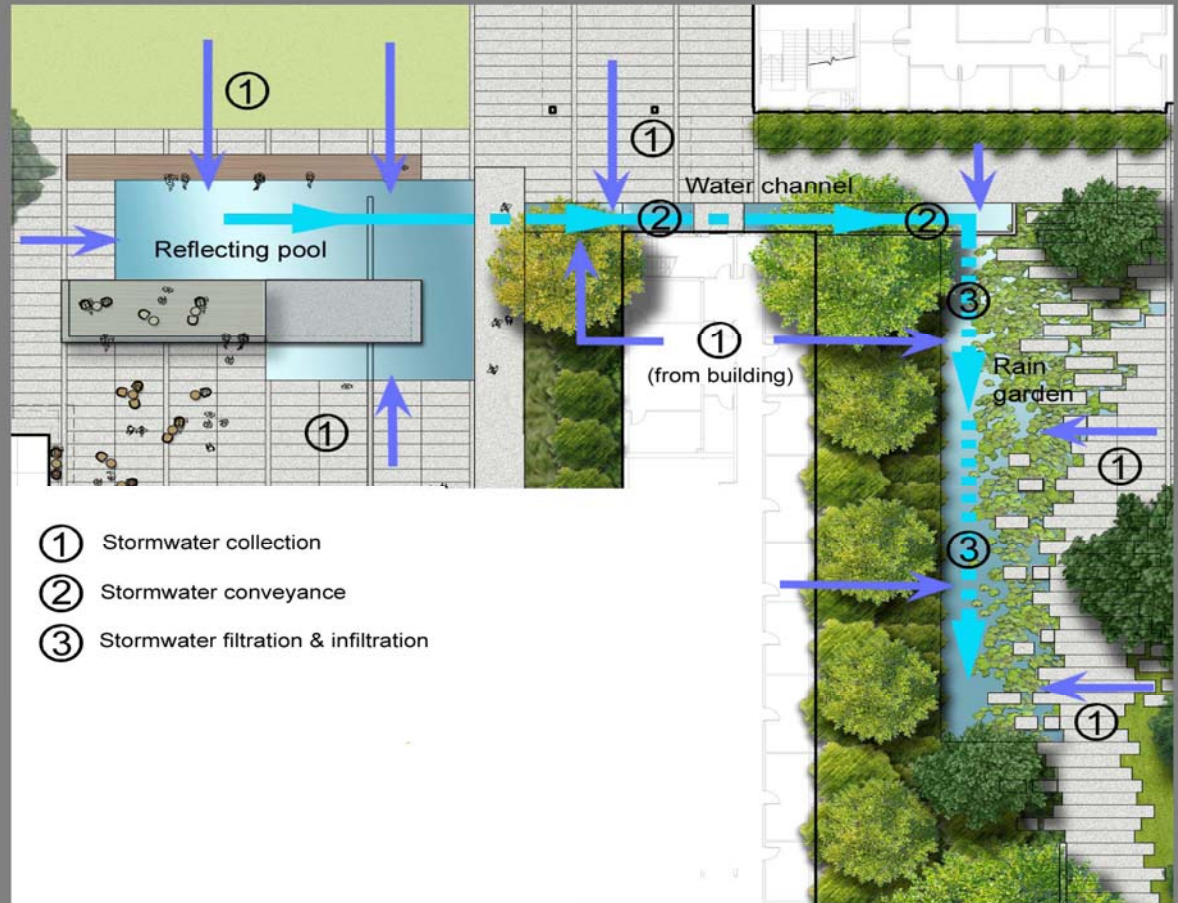 ①
①
Water channel
②
②
Reflecting pool
③
①
(from building)
Rain
garden
①
①
③
①
① Stormwater collection
② Stormwater conveyance
③ Stormwater filtration & infiltration